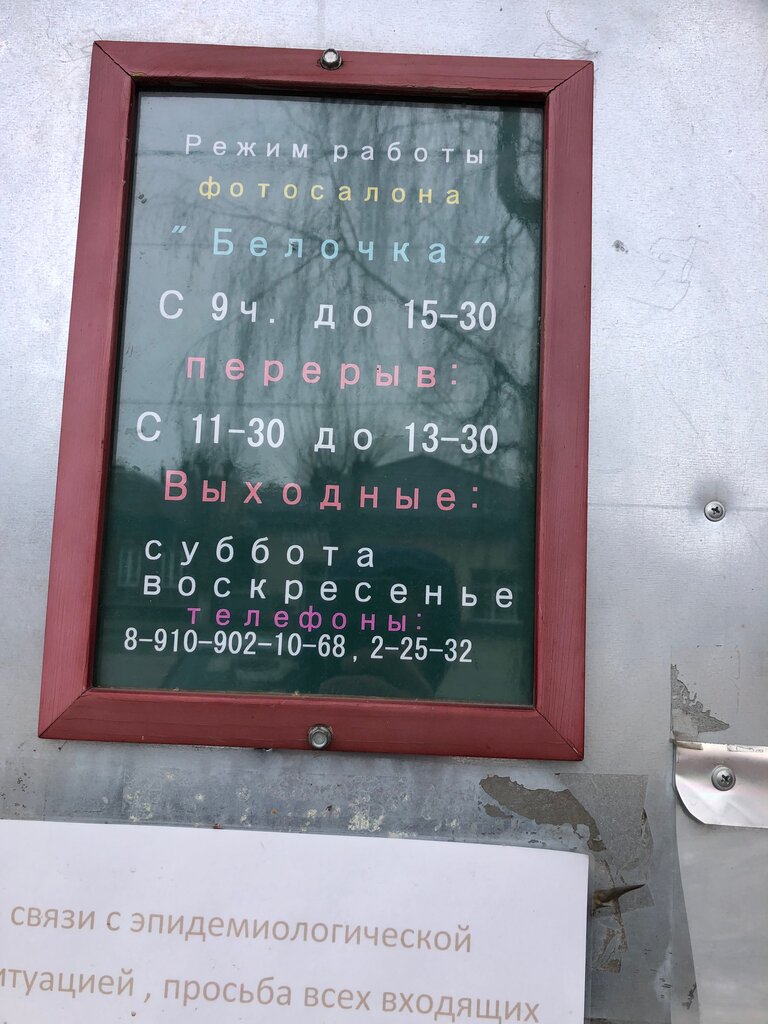 Режим работы
фотосалона
" Белочка "
С 9ч. до 15-30
перерыв:
С 11-30 до 13-30
Выходные:
суббота
воскресенье
телефоны:
8-910-902-10-68, 2-25-32
связи с эпидемиологической
итуацией , просьба всех входящих